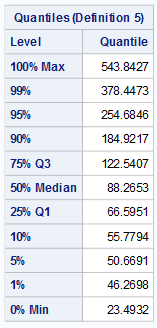 Quantiles (Definition 5)
Level Quantile
100% Max 543.8427
99% 378.4473
95% 254.6846
90% 184.9217
75% Q3 122.5407
50% Median 88.2653
25% Q1 66.5951
10% 55.7794
5% 50.6691
1% 46.2698
0% Min 23.4932